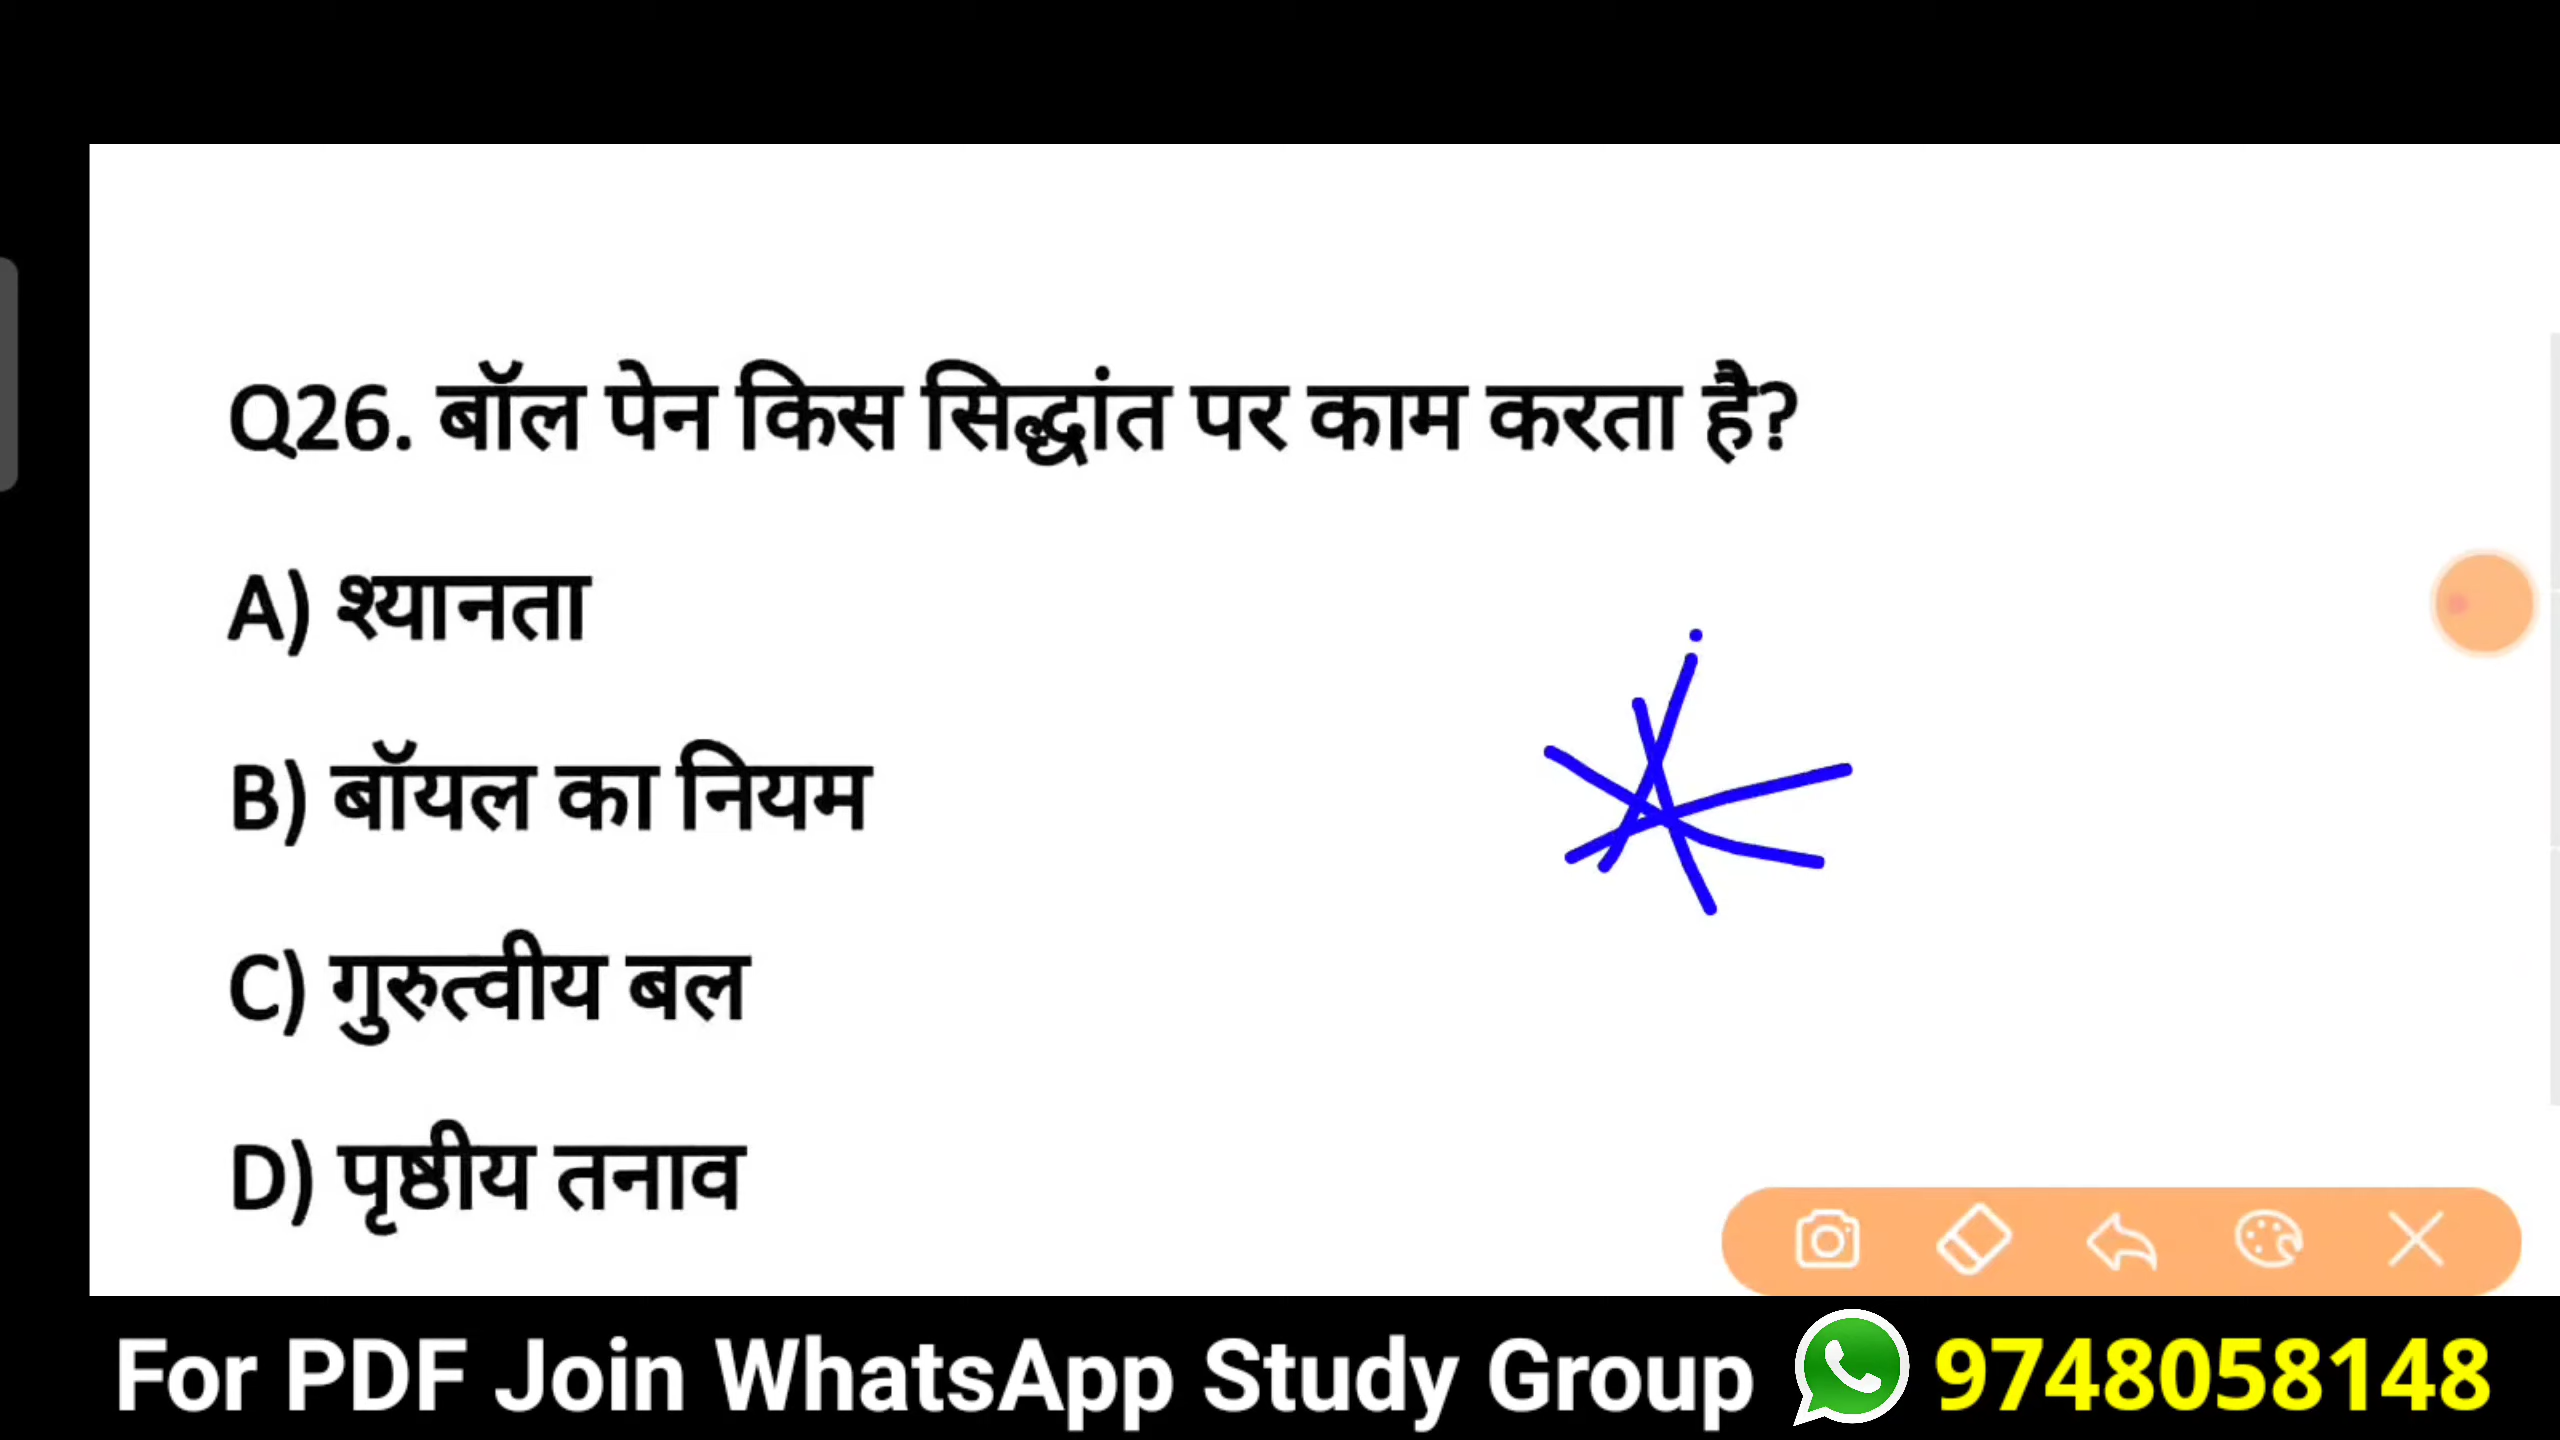 Q26. बॉल पेन किस सिद्धांत पर काम करता है?
A) श्यानता
B) बॉयल का नियम
C) गुरुत्वीय बल
D) पृष्ठीय तनाव
For PDF Join WhatsApp Study Group 9748058148